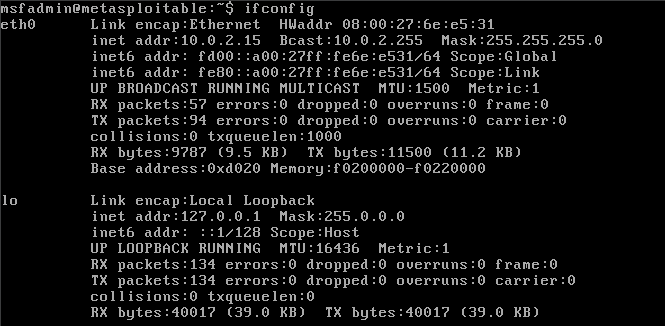 msfadmin@metasploitable:~$ ifconfig
eth0      Link encap:Ethernet  HWaddr 08:00:27:6e:e5:31
          inet addr:10.0.2.15  Bcast:10.0.2.255  Mask:255.255.255.0
          inet6 addr: fd00::a00:27ff:fe6e:e531/64 Scope:Global
          inet6 addr: fe80::a00:27ff:fe6e:e531/64 Scope:Link
          UP BROADCAST RUNNING MULTICAST  MTU:1500  Metric:1
          RX packets:57 errors:0 dropped:0 overruns:0 frame:0
          TX packets:94 errors:0 dropped:0 overruns:0 carrier:0
          collisions:0 txqueuelen:1000
          RX bytes:9787 (9.5 KB)  TX bytes:11500 (11.2 KB)
          Base address:0xd020 Memory:f0200000-f0220000
lo        Link encap:Local Loopback
          inet addr:127.0.0.1  Mask:255.0.0.0
          inet6 addr: ::1/128 Scope:Host
          UP LOOPBACK RUNNING  MTU:16436  Metric:1
          RX packets:134 errors:0 dropped:0 overruns:0 frame:0
          TX packets:134 errors:0 dropped:0 overruns:0 carrier:0
          collisions:0 txqueuelen:0
          RX bytes:40017 (39.0 KB)  TX bytes:40017 (39.0 KB)